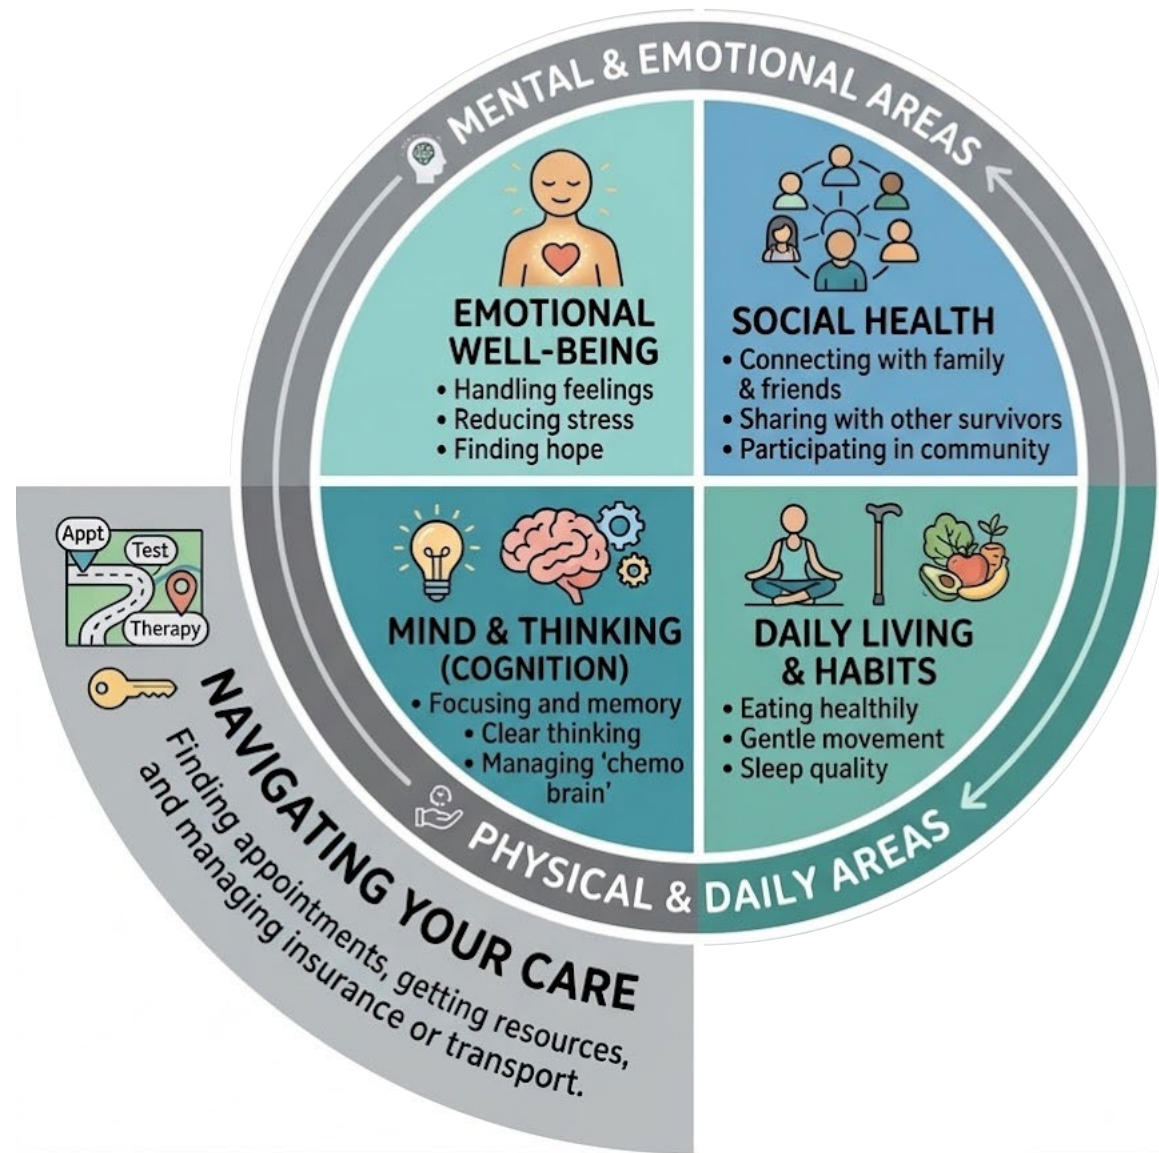 MENTAL & EMOTIONAL AREAS
EMOTIONAL
WELL-BEING
• Handling feelings
• Reducing stress
• Finding hope
SOCIAL HEALTH
• Connecting with family
& friends
• Sharing with other survivors
• Participating in community
MIND & THINKING
(COGNITION)
• Focusing and memory
• Clear thinking
• Managing ‘chemo
brain’
DAILY LIVING
& HABITS
• Eating healthily
• Gentle movement
• Sleep quality
PHYSICAL & DAILY AREAS
Appt
Test
Therapy
NAVIGATING YOUR CARE
Finding appointments, getting resources,
and managing insurance or transport.